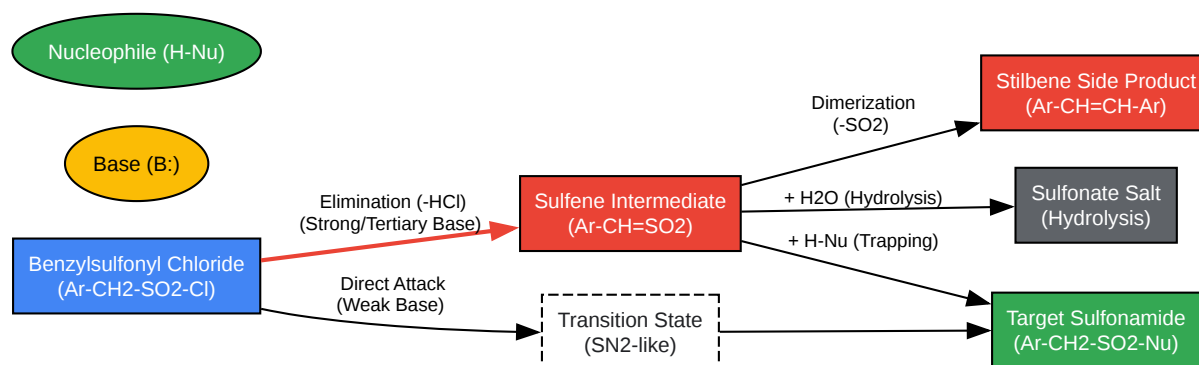 Nucleophile (H-Nu)
Base (B:)
Benzylsulfonyl Chloride
(Ar-CH2-SO2-Cl)
Elimination (-HCl)
(Strong/Tertiary Base)
Direct Attack
(Weak Base)
Sulfene Intermediate
(Ar-CH=SO2)
Transition State
(SN2-like)
Dimerization
(-SO2)
+ H2O (Hydrolysis)
+ H-Nu (Trapping)
Stilbene Side Product
(Ar-CH=CH-Ar)
Sulfonate Salt
(Hydrolysis)
Target Sulfonamide
(Ar-CH2-SO2-Nu)